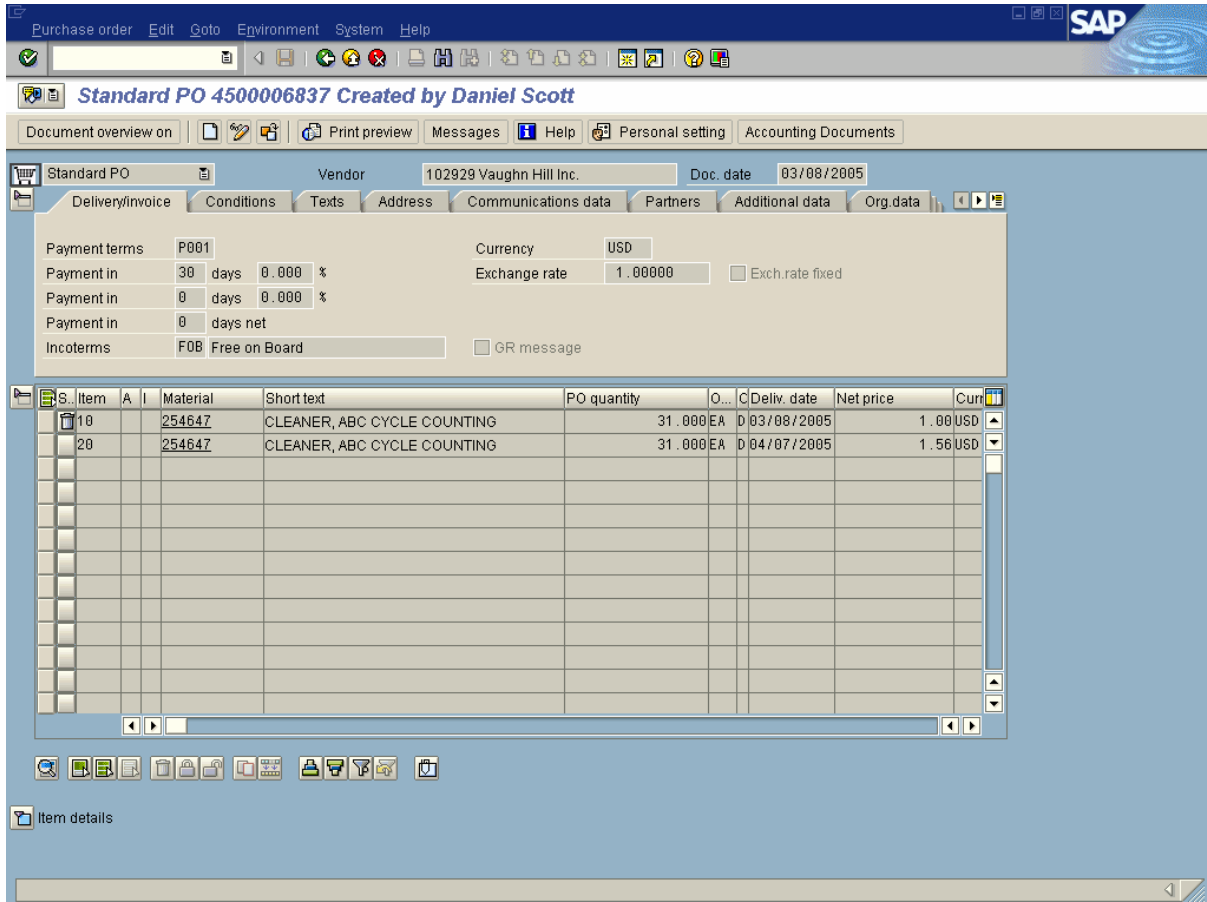 Purchase order Edit Goto Environment System Help
SAP
Standard PO 4500006837 Created by Daniel Scott
Document overview on Print preview Messages Help Personal setting Accounting Documents
Standard PO Vendor 102929 Vaughn Hill Inc. Doc. date 03/08/2005
Delivery/invoice Conditions Texts Address Communications data Partners Additional data Org.data
Payment terms P001 Currency USD
Payment in 30 days 0.000 % Exchange rate 1.00000 Exch.rate fixed
Payment in 0 days 0.000 %
Payment in 0 days net
Incoterms FOB Free on Board GR message
S.. Item A I Material Short text PO quantity O... C Deliv. date Net price Curr
10 254647 CLEANER, ABC CYCLE COUNTING 31.000 EA D 03/08/2005 1.00 USD
20 254647 CLEANER, ABC CYCLE COUNTING 31.000 EA D 04/07/2005 1.56 USD
Item details